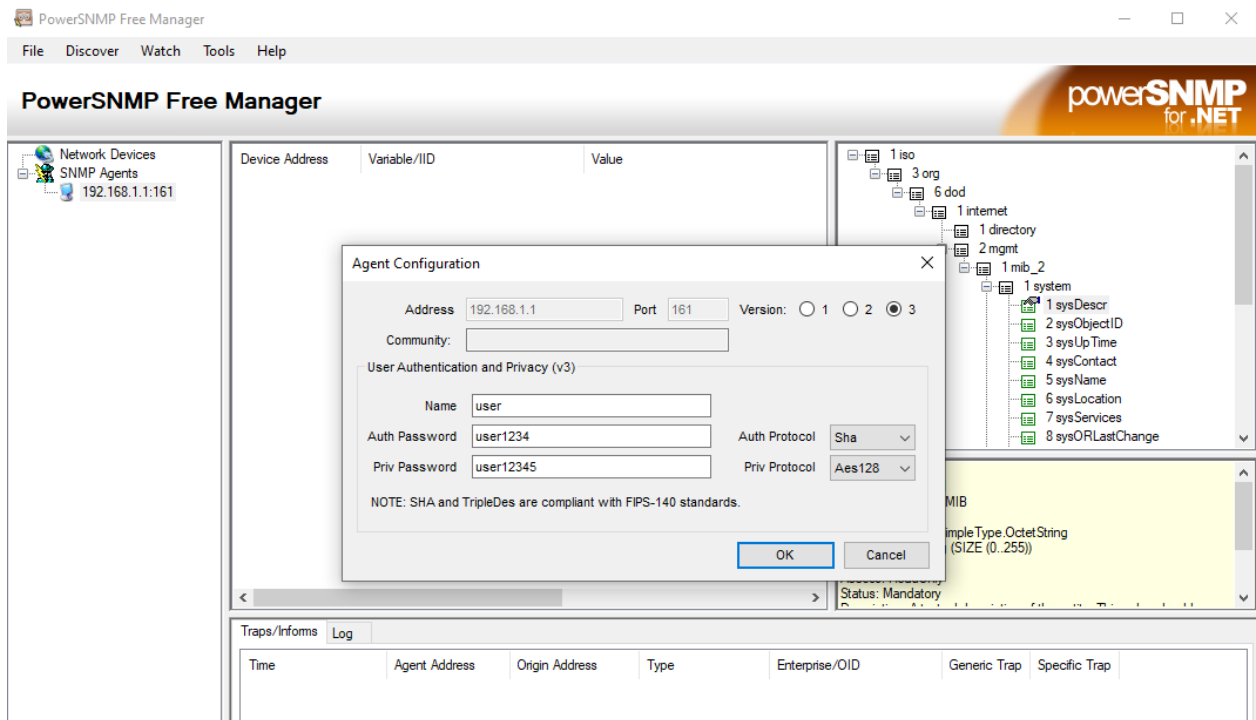 PowerSNMP Free Manager
File Discover Watch Tools Help
PowerSNMP Free Manager
powerSNMP
for .NET
Network Devices
SNMP Agents
192.168.1.1:161
Device Address Variable/IID Value
1 iso
3 org
6 dod
1 internet
1 directory
2 mgmt
1 mib_2
1 system
1 sysDescr
2 sysObjectID
3 sysUpTime
4 sysContact
5 sysName
6 sysLocation
7 sysServices
8 sysORLastChange
Agent Configuration
Address 192.168.1.1 Port 161 Version: 1 2 3
Community:
User Authentication and Privacy (v3)
Name user
Auth Password user1234 Auth Protocol Sha
Priv Password user12345 Priv Protocol Aes128
NOTE: SHA and TripleDes are compliant with FIPS-140 standards.
OK Cancel
MIB
impleType.OctetString
(SIZE (0..255))
Status: Mandatory
Traps/Informs Log
Time Agent Address Origin Address Type Enterprise/OID Generic Trap Specific Trap